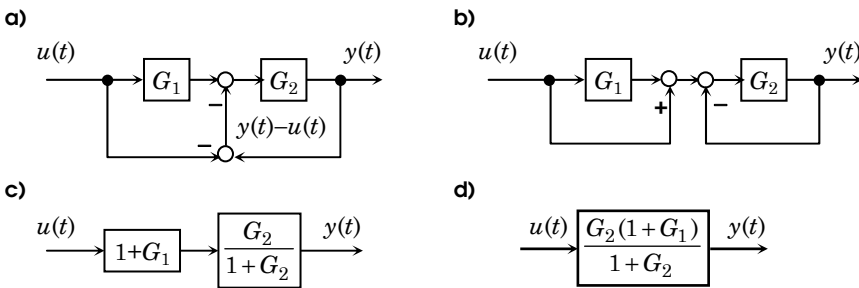 a)
u(t)
y(t)
G₁
G₂
–
y(t)–u(t)
–
b)
u(t)
y(t)
G₁
G₂
+
–
c)
u(t)
y(t)
1+G₁
G₂
1+G₂
d)
u(t)
y(t)
G₂(1+G₁)
1+G₂